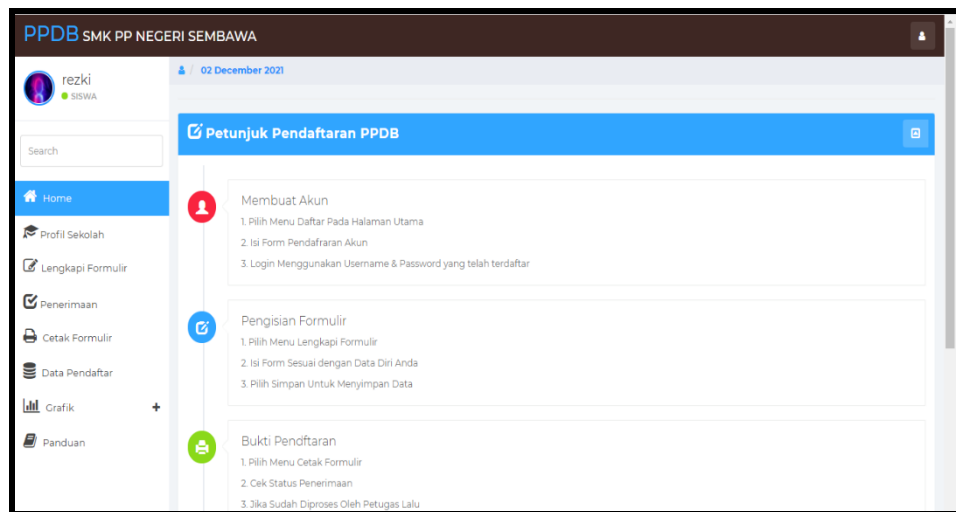 PPDB SMK PP NEGERI SEMBAWA
rezki
SISWA
Search
Home
Profil Sekolah
Lengkapi Formulir
Penerimaan
Cetak Formulir
Data Pendaftar
Grafik +
Panduan
/ 02 December 2021
Petunjuk Pendaftaran PPDB
Membuat Akun
1. Pilih Menu Daftar Pada Halaman Utama
2. Isi Form Pendafraran Akun
3. Login Menggunakan Username & Password yang telah terdaftar
Pengisian Formulir
1. Pilih Menu Lengkapi Formulir
2. Isi Form Sesuai dengan Data Diri Anda
3. Pilih Simpan Untuk Menyimpan Data
Bukti Pendftaran
1. Pilih Menu Cetak Formulir
2. Cek Status Penerimaan
3. Jika Sudah Diproses Oleh Petugas Lalu